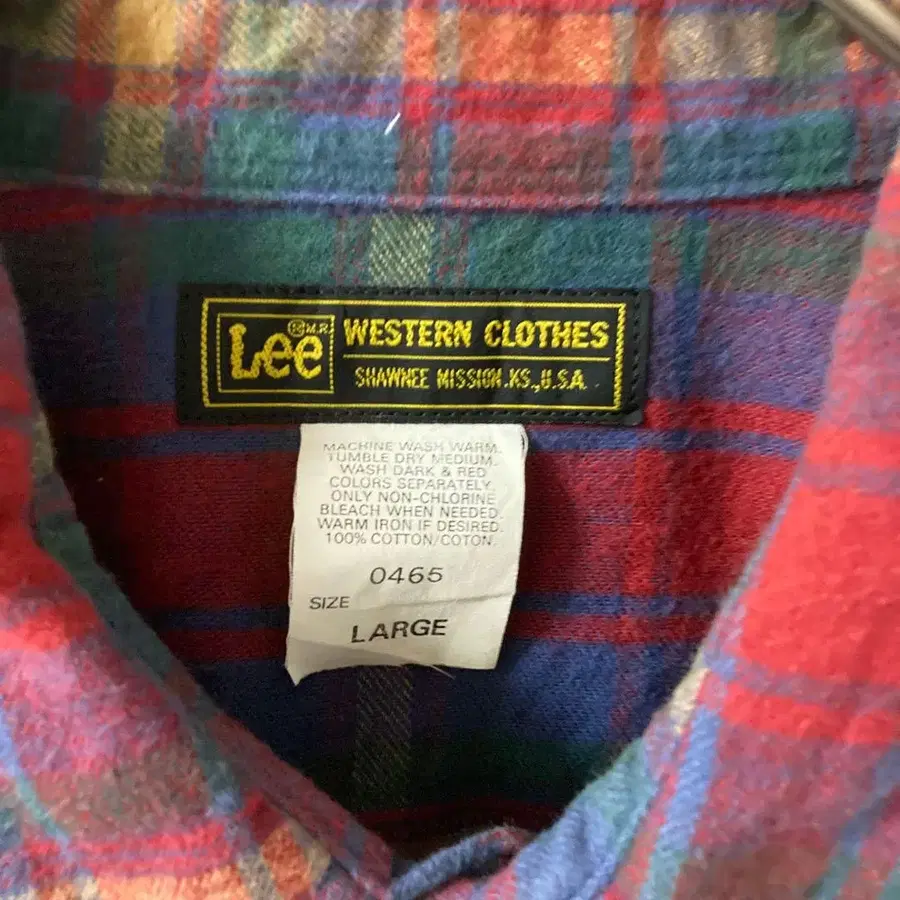 Lee ® M.R.
WESTERN CLOTHES
SHAWNEE MISSION.KS.,U.S.A.
MACHINE WASH WARM.
TUMBLE DRY MEDIUM.
WASH DARK & RED
COLORS SEPARATELY.
ONLY NON-CHLORINE
BLEACH WHEN NEEDED.
WARM IRON IF DESIRED.
100% COTTON/COTON.
0465
SIZE
LARGE